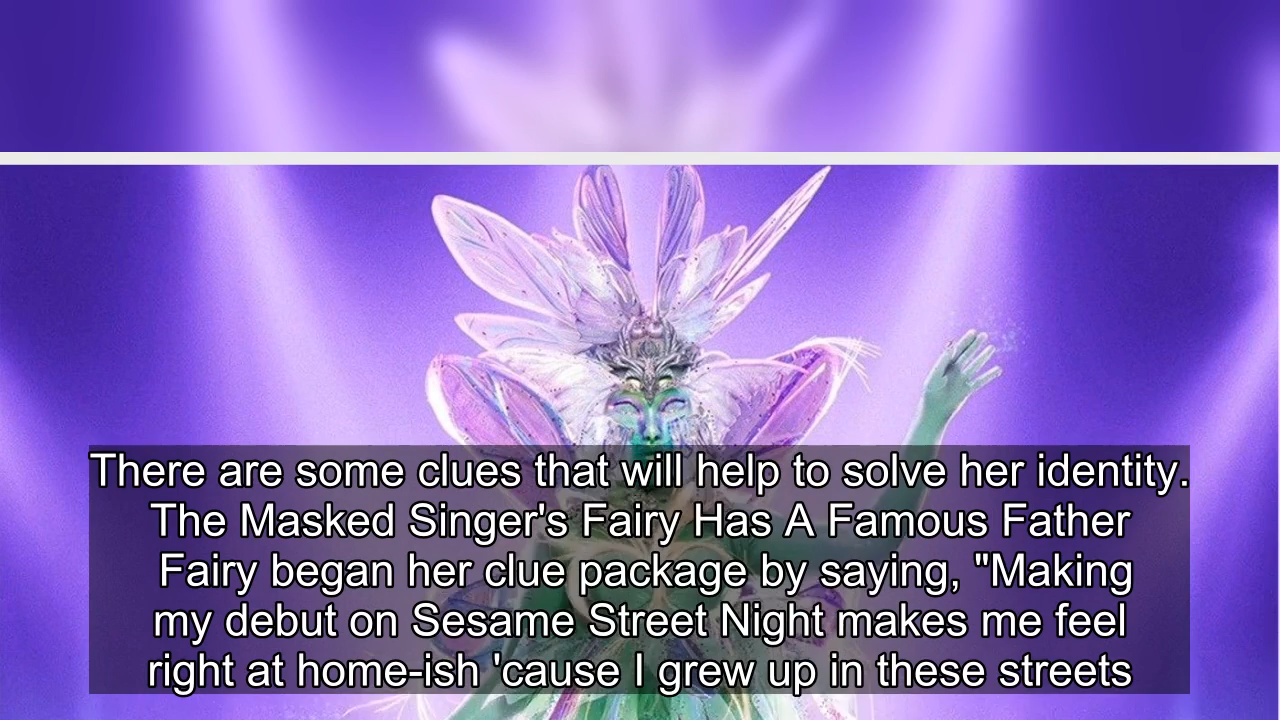 There are some clues that will help to solve her identity.
The Masked Singer's Fairy Has A Famous Father
Fairy began her clue package by saying, "Making
my debut on Sesame Street Night makes me feel
right at home-ish 'cause I grew up in these streets